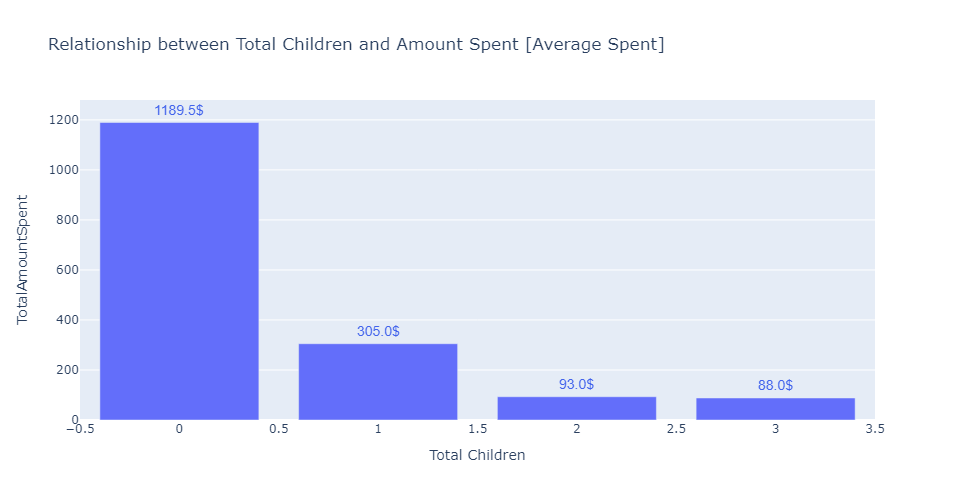 Relationship between Total Children and Amount Spent [Average Spent]
1189.5$
305.0$
93.0$
88.0$
1200
1000
800
600
400
200
0
TotalAmountSpent
−0.5 0 0.5 1 1.5 2 2.5 3 3.5
Total Children